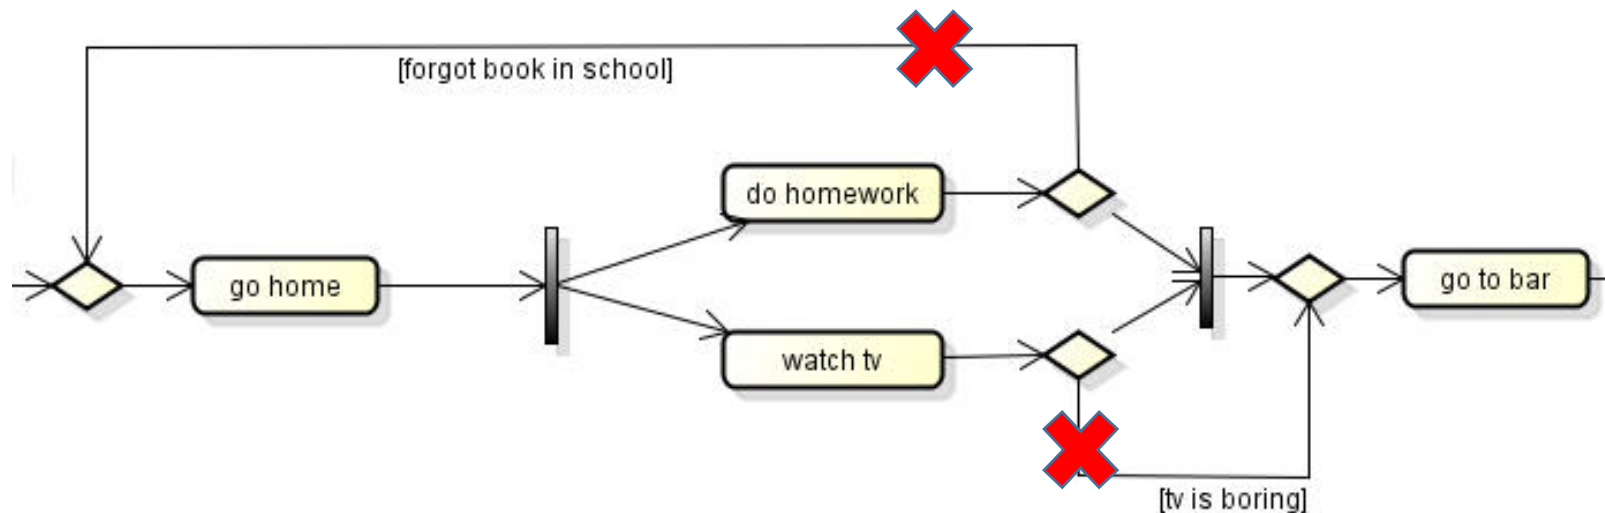 [forgot book in school]
do homework
go home
go to bar
watch tv
[tv is boring]